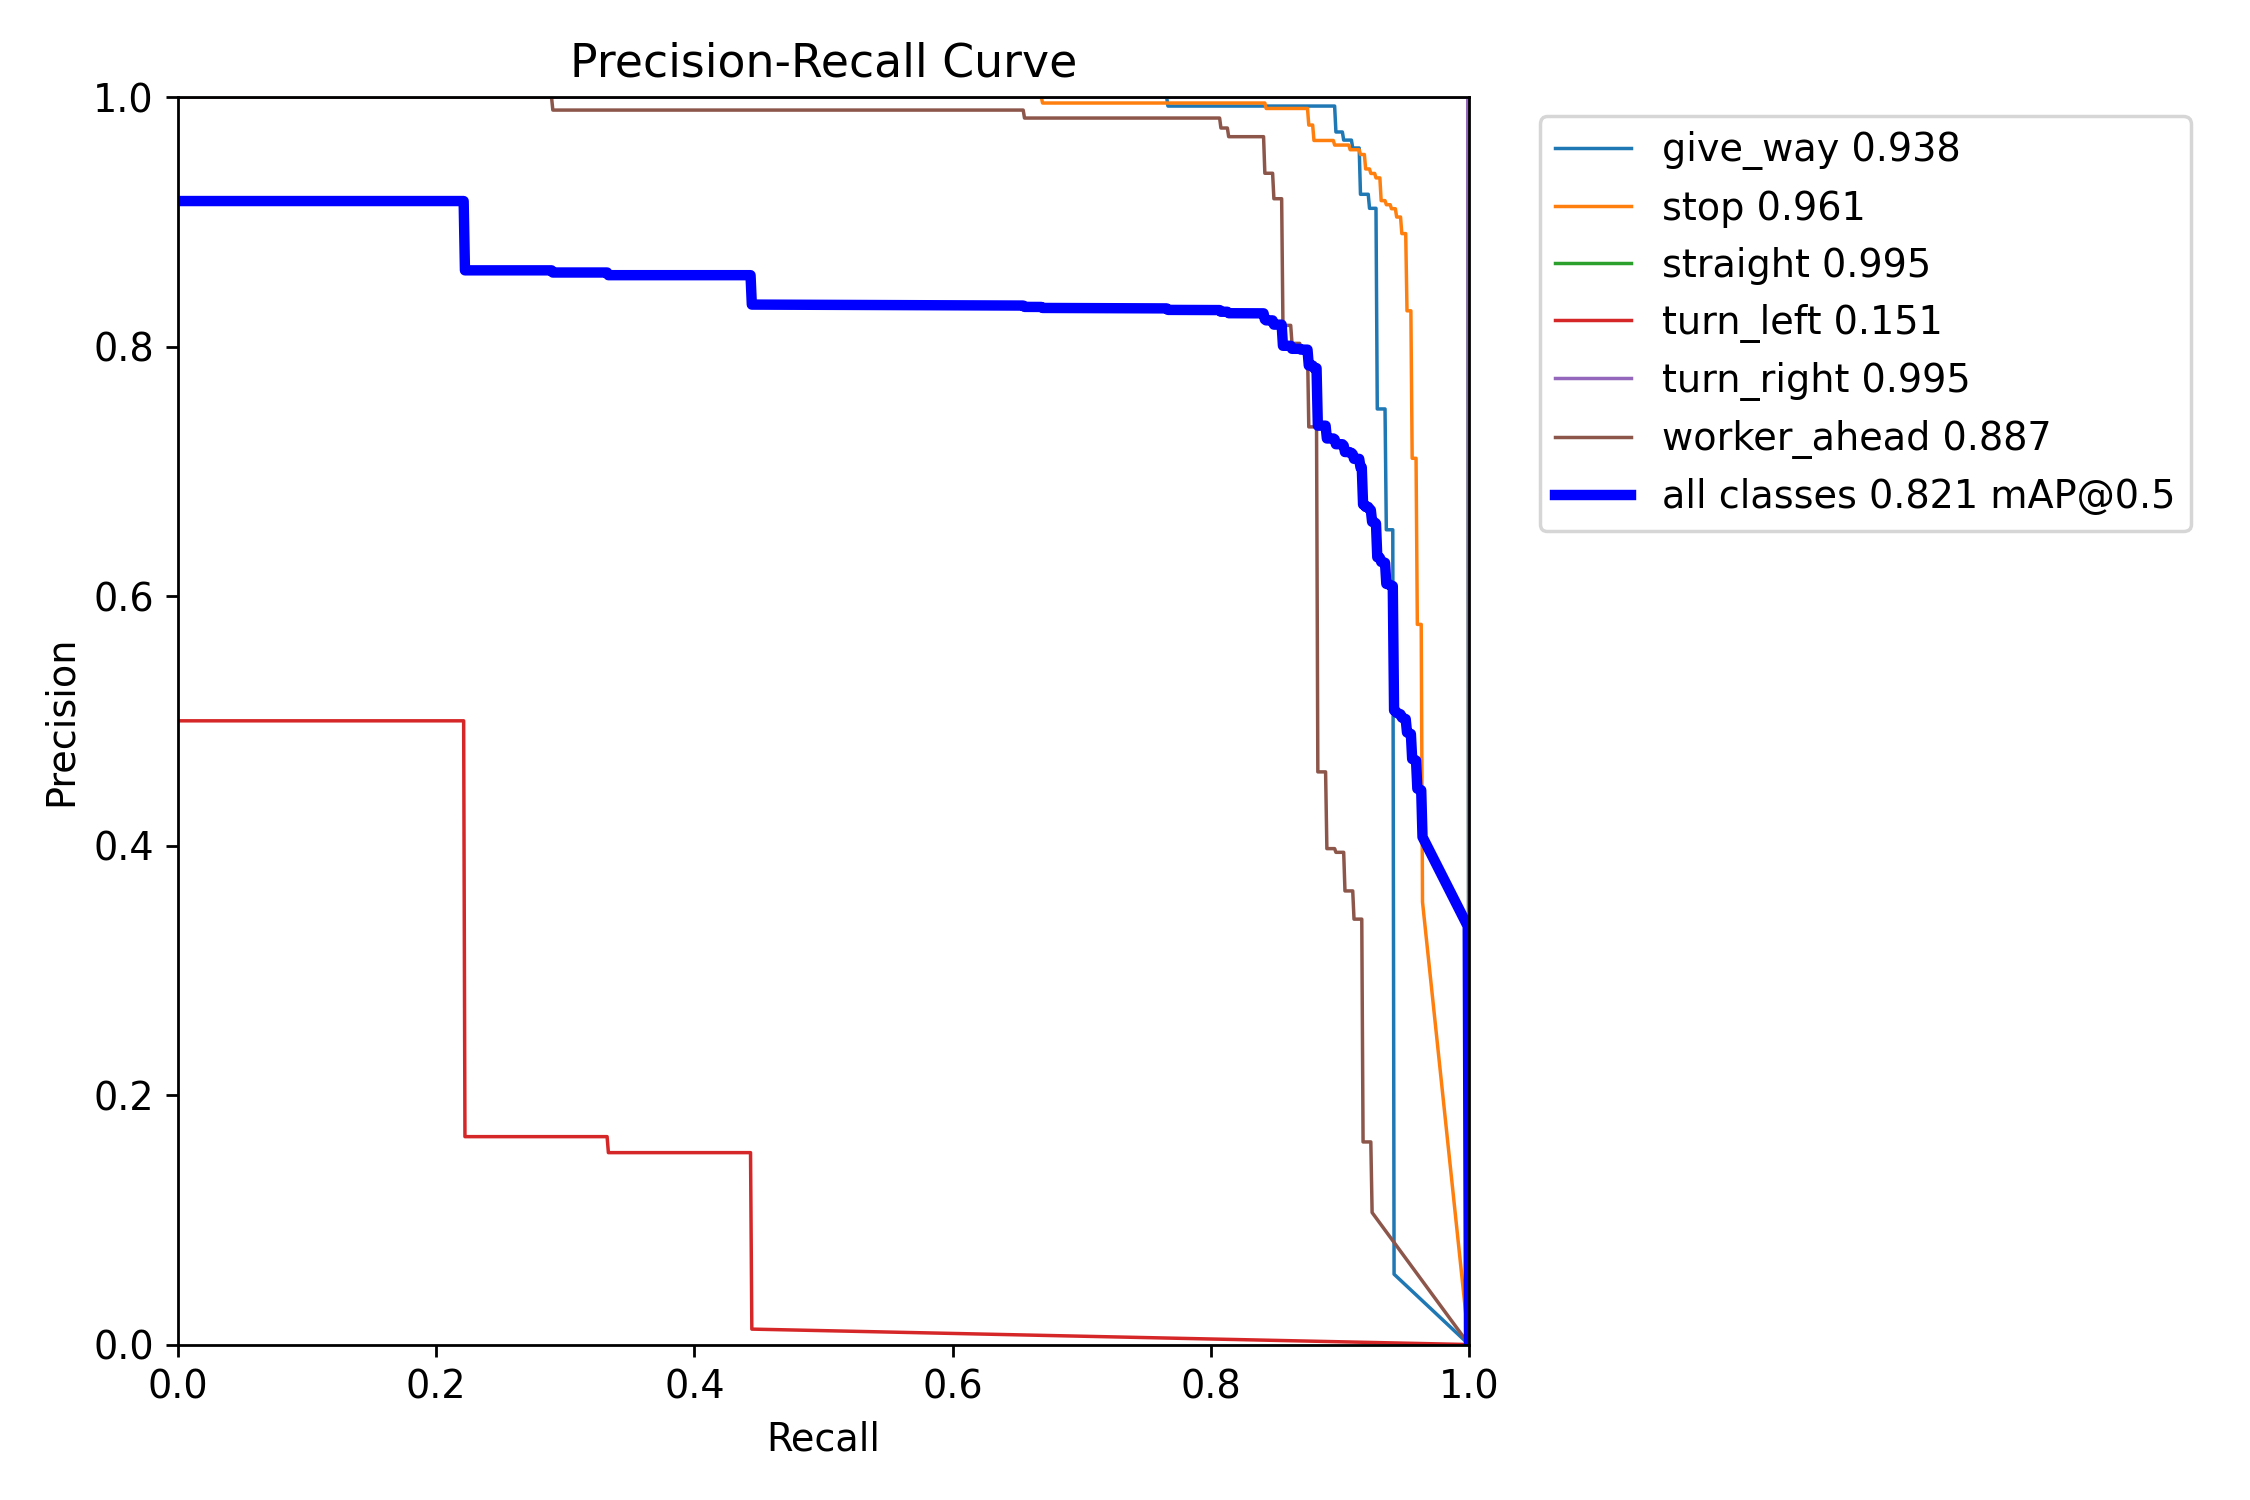 Precision-Recall Curve
1.0
0.8
0.6
0.4
0.2
0.0
Precision
0.0 0.2 0.4 0.6 0.8 1.0
Recall
give_way 0.938
stop 0.961
straight 0.995
turn_left 0.151
turn_right 0.995
worker_ahead 0.887
all classes 0.821 mAP@0.5